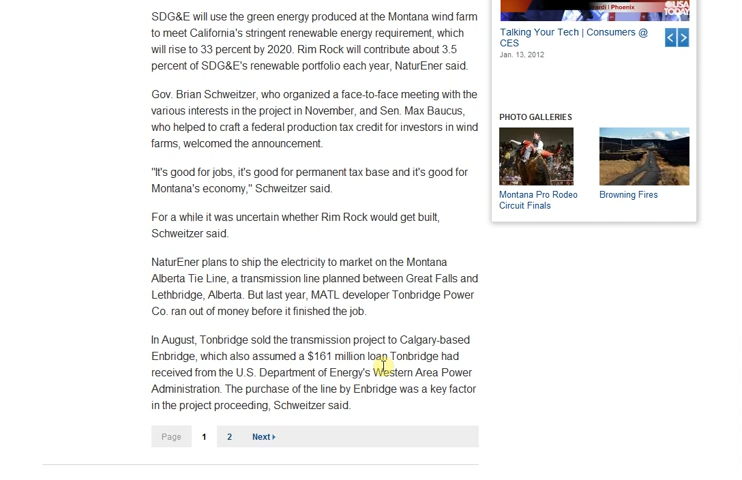 SDG&E will use the green energy produced at the Montana wind farm
to meet California's stringent renewable energy requirement, which
will rise to 33 percent by 2020. Rim Rock will contribute about 3.5
percent of SDG&E's renewable portfolio each year, NaturEner said.
Gov. Brian Schweitzer, who organized a face-to-face meeting with the
various interests in the project in November, and Sen. Max Baucus,
who helped to craft a federal production tax credit for investors in wind
farms, welcomed the announcement.
"It's good for jobs, it's good for permanent tax base and it's good for
Montana's economy," Schweitzer said.
For a while it was uncertain whether Rim Rock would get built,
Schweitzer said.
NaturEner plans to ship the electricity to market on the Montana
Alberta Tie Line, a transmission line planned between Great Falls and
Lethbridge, Alberta. But last year, MATL developer Tonbridge Power
Co. ran out of money before it finished the job.
In August, Tonbridge sold the transmission project to Calgary-based
Enbridge, which also assumed a $161 million loan Tonbridge had
received from the U.S. Department of Energy's Western Area Power
Administration. The purchase of the line by Enbridge was a key factor
in the project proceeding, Schweitzer said.
Page 1 2 Next
Phoenix
USA
TODAY
Talking Your Tech | Consumers @
CES
Jan. 13, 2012
PHOTO GALLERIES
Montana Pro Rodeo
Circuit Finals
Browning Fires